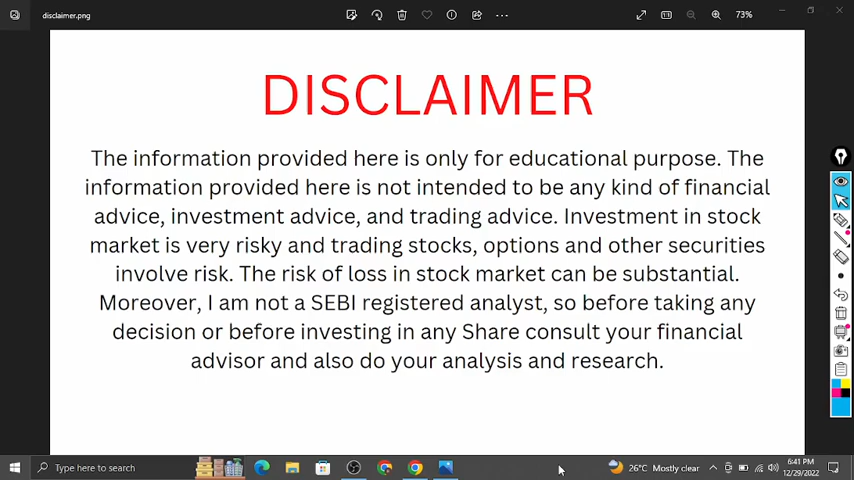 disclaimer.png
73%
DISCLAIMER
The information provided here is only for educational purpose. The
information provided here is not intended to be any kind of financial
advice, investment advice, and trading advice. Investment in stock
market is very risky and trading stocks, options and other securities
involve risk. The risk of loss in stock market can be substantial.
Moreover, I am not a SEBI registered analyst, so before taking any
decision or before investing in any Share consult your financial
advisor and also do your analysis and research.
Type here to search
26°C Mostly clear
6:41 PM
12/29/2022